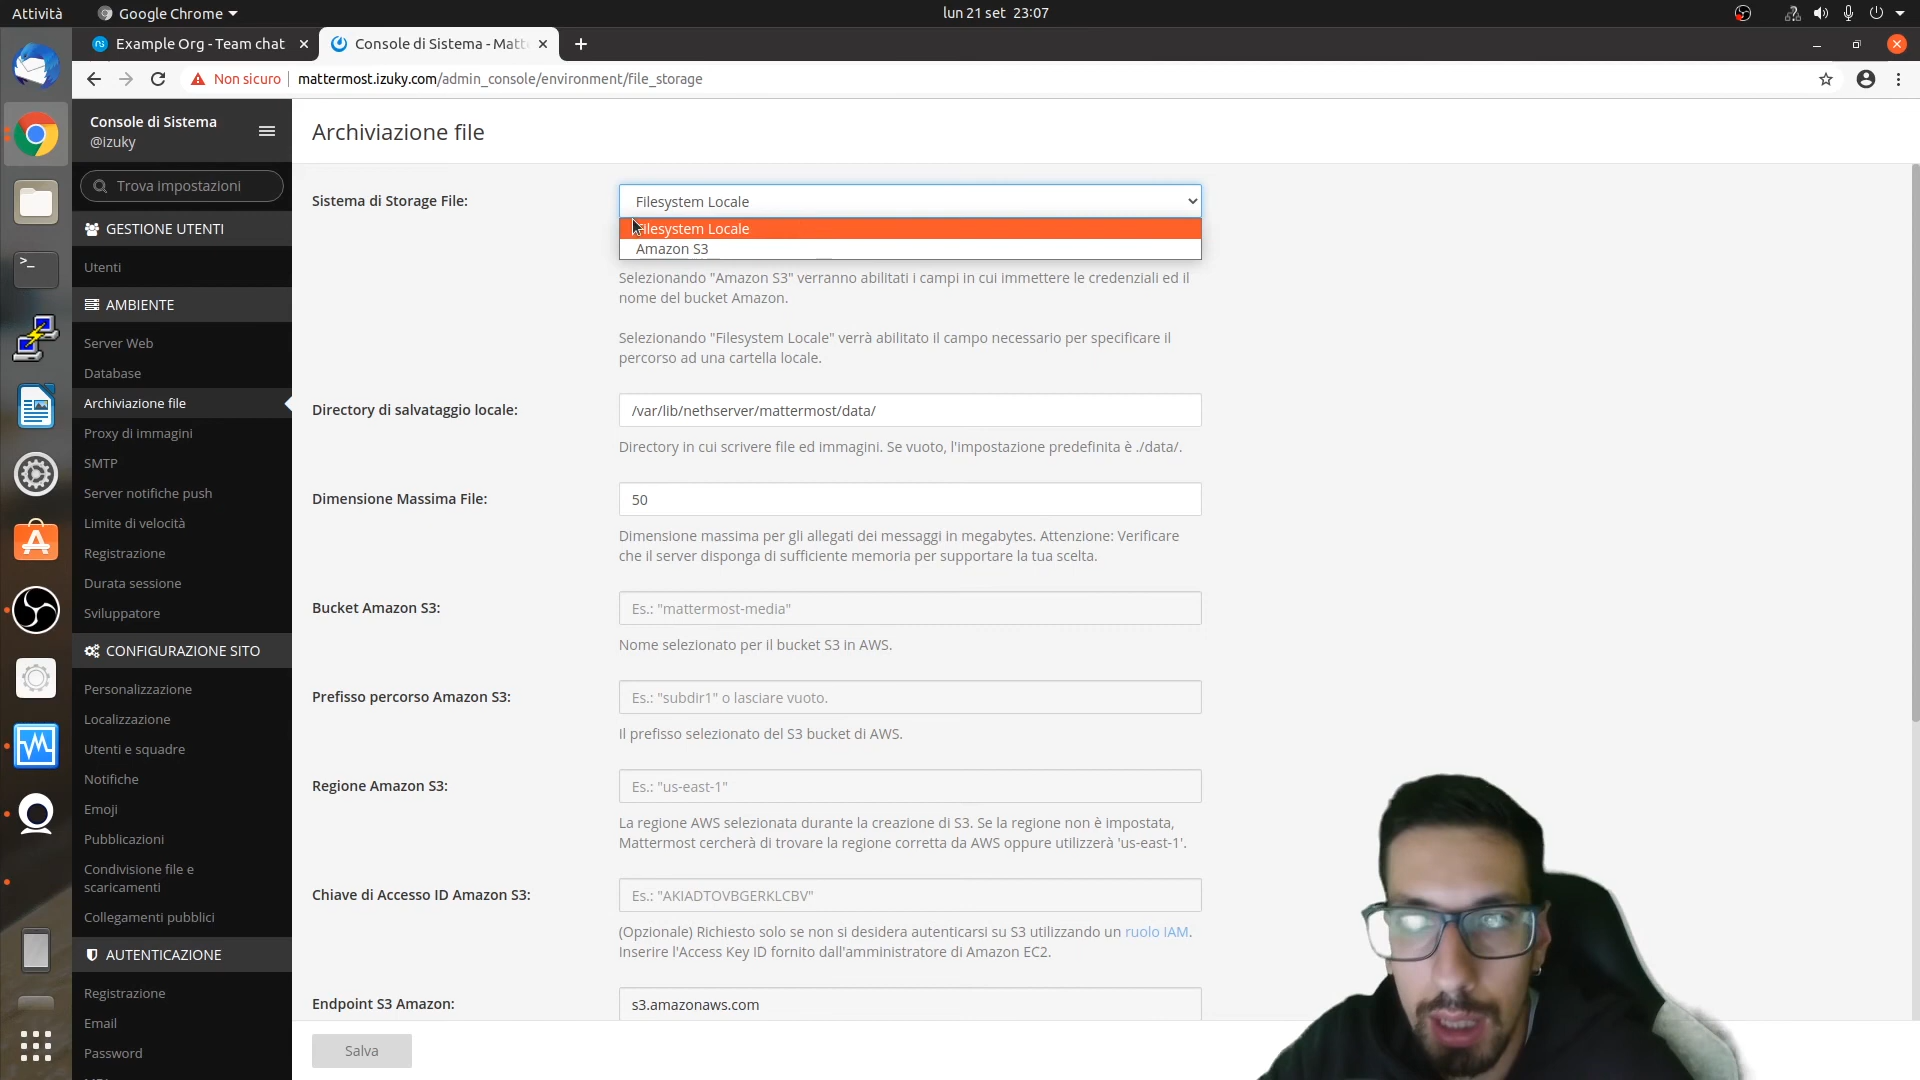 Attività
Google Chrome
lun 21 set 23:07
Example Org - Team chat
Console di Sistema - Matt
Non sicuro
mattermost.izuky.com/admin_console/environment/file_storage
Console di Sistema
@izuky
Trova impostazioni
GESTIONE UTENTI
Utenti
AMBIENTE
Server Web
Database
Archiviazione file
Proxy di immagini
SMTP
Server notifiche push
Limite di velocità
Registrazione
Durata sessione
Sviluppatore
CONFIGURAZIONE SITO
Personalizzazione
Localizzazione
Utenti e squadre
Notifiche
Emoji
Pubblicazioni
Condivisione file e
scaricamenti
Collegamenti pubblici
AUTENTICAZIONE
Registrazione
Email
Password
Archiviazione file
Sistema di Storage File:
Filesystem Locale
Filesystem Locale
Amazon S3
Selezionando "Amazon S3" verranno abilitati i campi in cui immettere le credenziali ed il
nome del bucket Amazon.
Selezionando "Filesystem Locale" verrà abilitato il campo necessario per specificare il
percorso ad una cartella locale.
Directory di salvataggio locale:
/var/lib/nethserver/mattermost/data/
Directory in cui scrivere file ed immagini. Se vuoto, l'impostazione predefinita è ./data/.
Dimensione Massima File:
50
Dimensione massima per gli allegati dei messaggi in megabytes. Attenzione: Verificare
che il server disponga di sufficiente memoria per supportare la tua scelta.
Bucket Amazon S3:
Es.: "mattermost-media"
Nome selezionato per il bucket S3 in AWS.
Prefisso percorso Amazon S3:
Es.: "subdir1" o lasciare vuoto.
Il prefisso selezionato del S3 bucket di AWS.
Regione Amazon S3:
Es.: "us-east-1"
La regione AWS selezionata durante la creazione di S3. Se la regione non è impostata,
Mattermost cercherà di trovare la regione corretta da AWS oppure utilizzerà 'us-east-1'.
Chiave di Accesso ID Amazon S3:
Es.: "AKIADTOVBGERKLCBV"
(Opzionale) Richiesto solo se non si desidera autenticarsi su S3 utilizzando un ruolo IAM.
Inserire l'Access Key ID fornito dall'amministratore di Amazon EC2.
Endpoint S3 Amazon:
s3.amazonaws.com
Salva